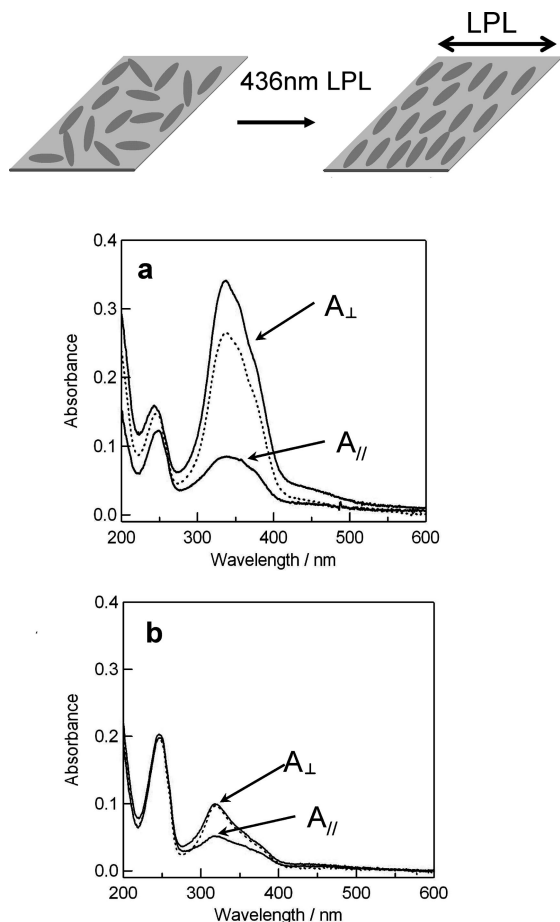 LPL
436nm LPL
a
0.4
0.3
0.2
0.1
0.0
Absorbance
A⊥
A//
200 300 400 500 600
Wavelength / nm
b
0.4
0.3
0.2
0.1
0.0
Absorbance
A⊥
A//
200 300 400 500 600
Wavelength / nm